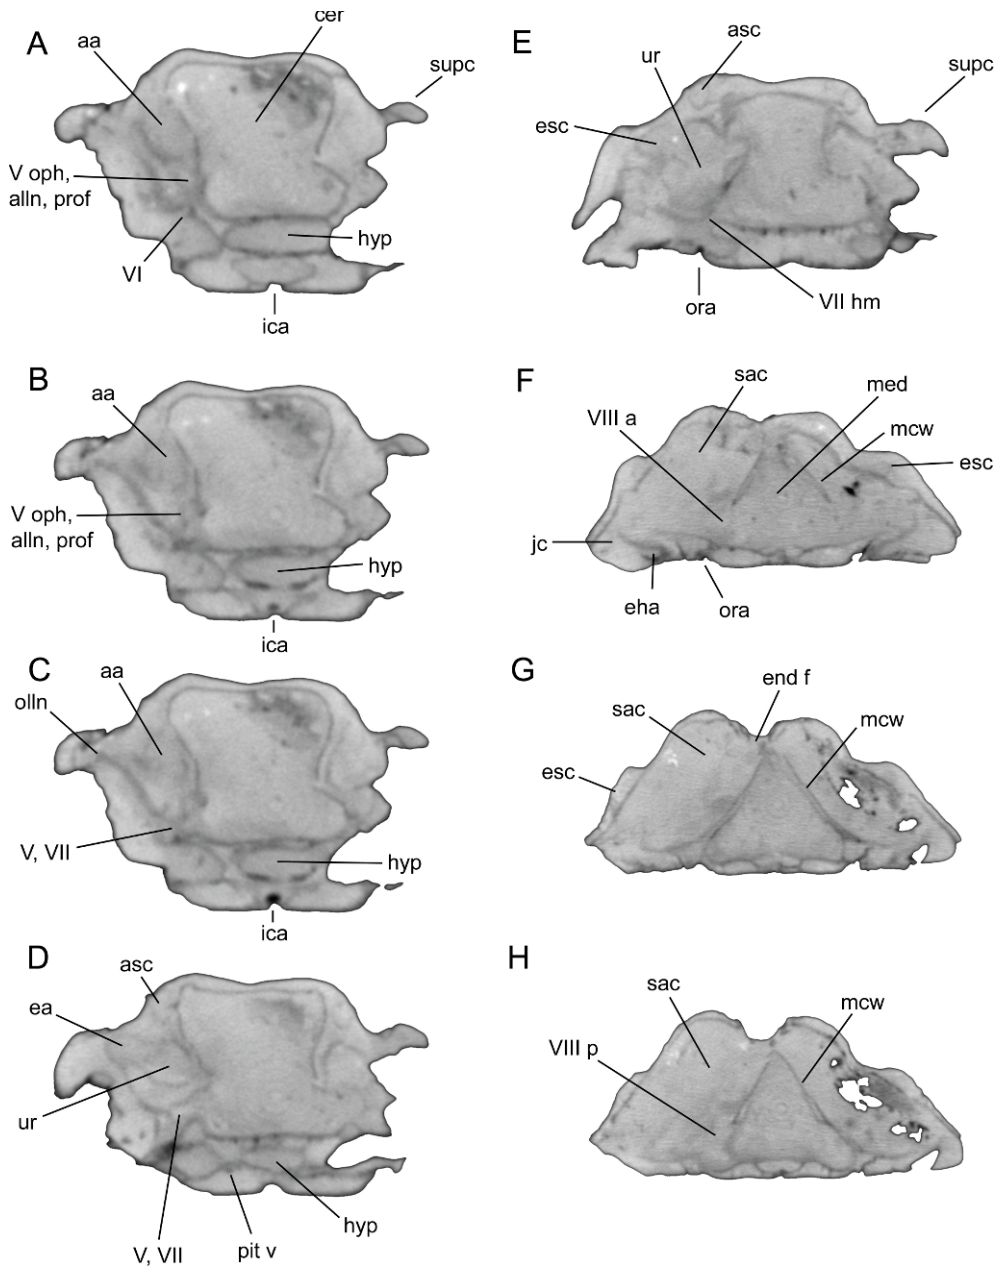 A
cer
aa
supc
V oph,
alln, prof
VI
hyp
ica
B
aa
V oph,
alln, prof
hyp
ica
C
aa
olln
V, VII
hyp
ica
D
asc
ea
ur
V, VII
pit v
hyp
E
asc
ur
supc
esc
ora
VII hm
F
sac
med
VIII a
mcw
esc
jc
eha
ora
G
end f
sac
mcw
esc
H
sac
mcw
VIII p